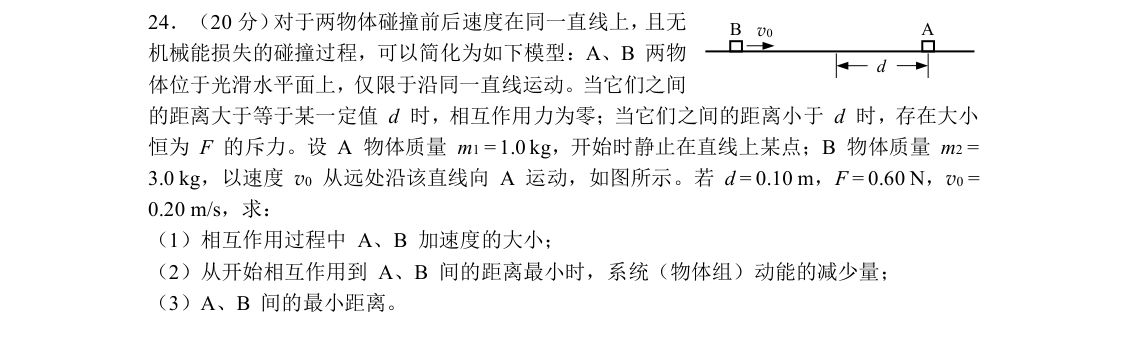 24．（20 分）对于两物体碰撞前后速度在同一直线上，且无
机械能损失的碰撞过程，可以简化为如下模型：A、B 两物
体位于光滑水平面上，仅限于沿同一直线运动。当它们之间
的距离大于等于某一定值 d 时，相互作用力为零；当它们之间的距离小于 d 时，存在大小
恒为 F 的斥力。设 A 物体质量 m1 = 1.0 kg，开始时静止在直线上某点；B 物体质量 m2 =
3.0 kg，以速度 v0 从远处沿该直线向 A 运动，如图所示。若 d = 0.10 m，F = 0.60 N，v0 =
0.20 m/s，求：
（1）相互作用过程中 A、B 加速度的大小；
（2）从开始相互作用到 A、B 间的距离最小时，系统（物体组）动能的减少量；
（3）A、B 间的最小距离。
B v0 A
d